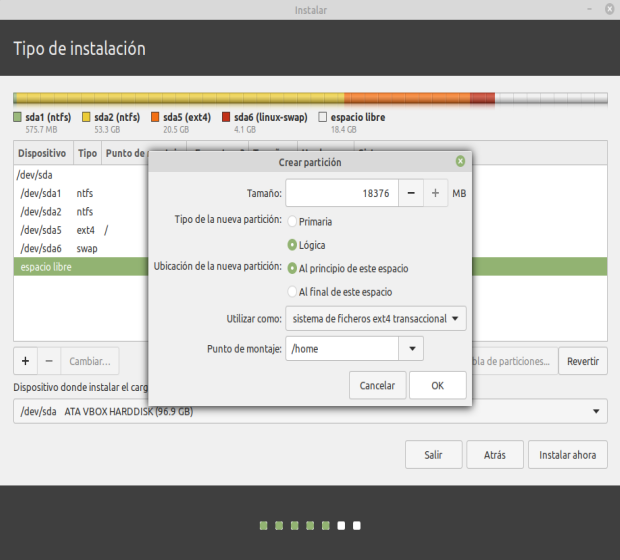 Instalar
Tipo de instalación
sda1 (ntfs) sda2 (ntfs) sda5 (ext4) sda6 (linux-swap) espacio libre
575.7 MB 53.3 GB 20.5 GB 4.1 GB 18.4 GB
Dispositivo Tipo Punto de
/dev/sda
/dev/sda1 ntfs
/dev/sda2 ntfs
/dev/sda5 ext4 /
/dev/sda6 swap
espacio libre
Crear partición
Tamaño: 18376 − + MB
Tipo de la nueva partición: Primaria
Lógica
Ubicación de la nueva partición: Al principio de este espacio
Al final de este espacio
Utilizar como: sistema de ficheros ext4 transaccional
Punto de montaje: /home
Cancelar OK
+ − Cambiar... bla de particiones... Revertir
Dispositivo donde instalar el carg
/dev/sda ATA VBOX HARDDISK (96.9 GB)
Salir Atrás Instalar ahora